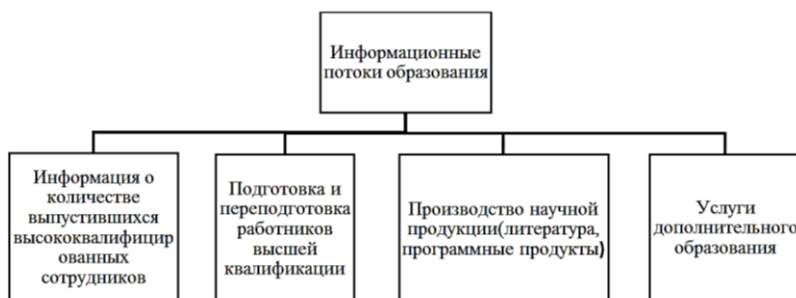 Информационные
потоки образования
Информация о
количестве
выпустившихся
высококвалифицир
ованных
сотрудников
Подготовка и
переподготовка
работников
высшей
квалификации
Производство научной
продукции(литература,
программные продукты)
Услуги
дополнительного
образования